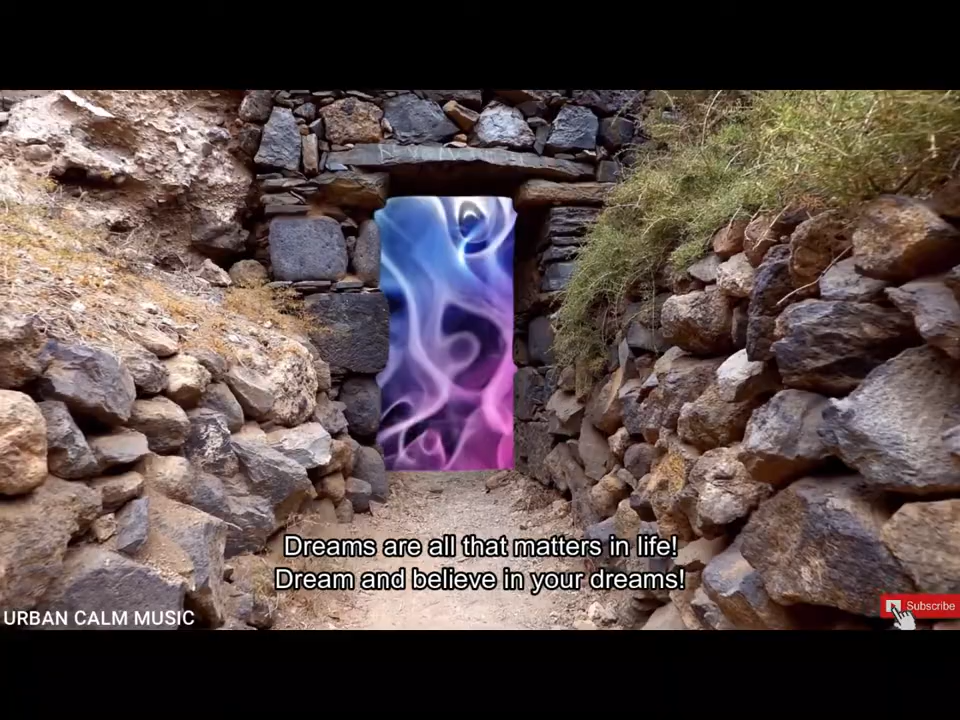 Dreams are all that matters in life!
Dream and believe in your dreams!
URBAN CALM MUSIC
Subscribe